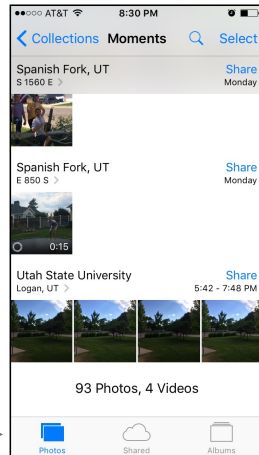 AT&T 8:30 PM
Collections Moments Select
Spanish Fork, UT Share
S 1560 E > Monday
Spanish Fork, UT Share
E 850 S > Monday
0:15
Utah State University Share
Logan, UT > 5:42 - 7:48 PM
93 Photos, 4 Videos
Photos Shared Albums